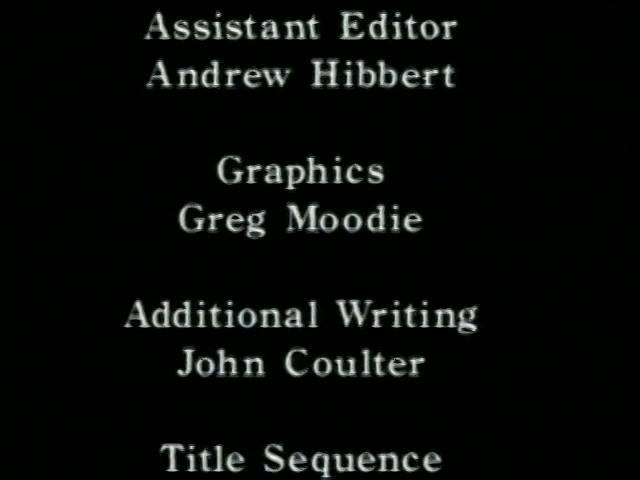 Assistant Editor
Andrew Hibbert
Graphics
Greg Moodie
Additional Writing
John Coulter
Title Sequence